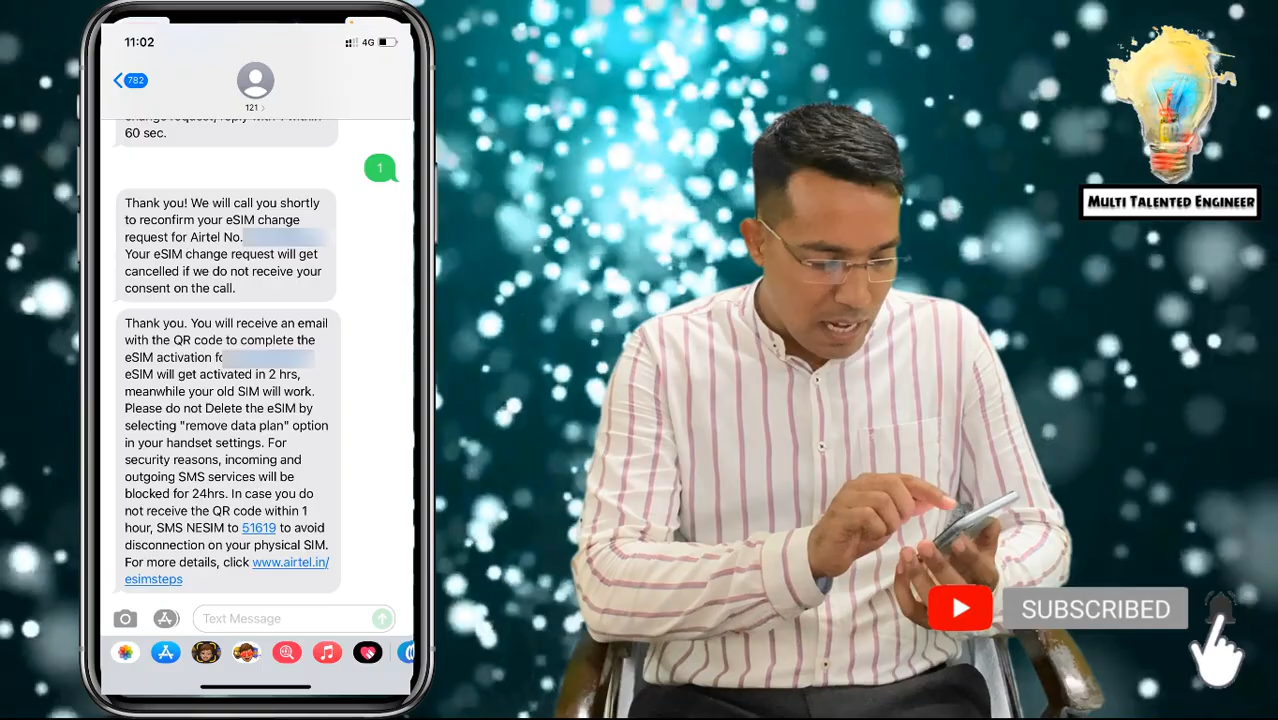 11:02
4G
782
121
60 sec.
1
Thank you! We will call you shortly
to reconfirm your eSIM change
request for Airtel No.
Your eSIM change request will get
cancelled if we do not receive your
consent on the call.
Thank you. You will receive an email
with the QR code to complete the
eSIM activation fo
eSIM will get activated in 2 hrs,
meanwhile your old SIM will work.
Please do not Delete the eSIM by
selecting "remove data plan" option
in your handset settings. For
security reasons, incoming and
outgoing SMS services will be
blocked for 24hrs. In case you do
not receive the QR code within 1
hour, SMS NESIM to 51619 to avoid
disconnection on your physical SIM.
For more details, click www.airtel.in/
esimsteps
Text Message
MULTI TALENTED ENGINEER
SUBSCRIBED